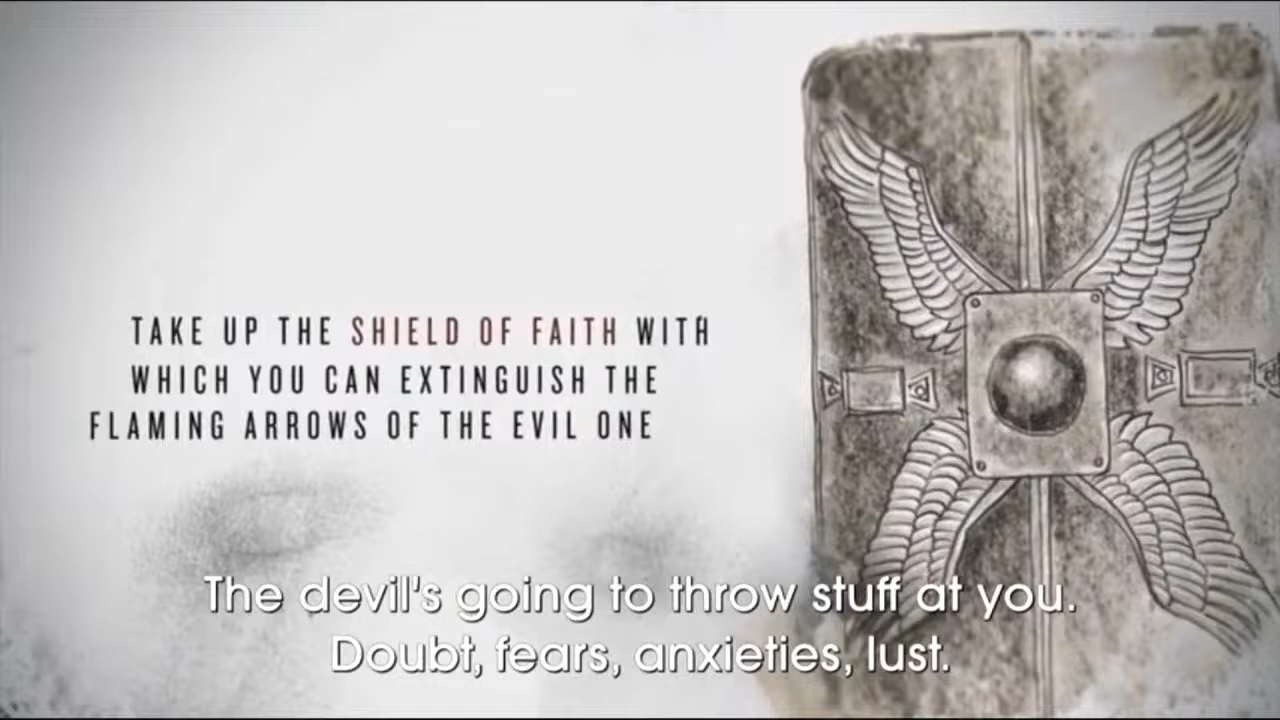 TAKE UP THE SHIELD OF FAITH WITH
WHICH YOU CAN EXTINGUISH THE
FLAMING ARROWS OF THE EVIL ONE
The devil's going to throw stuff at you.
Doubt, fears, anxieties, lust.